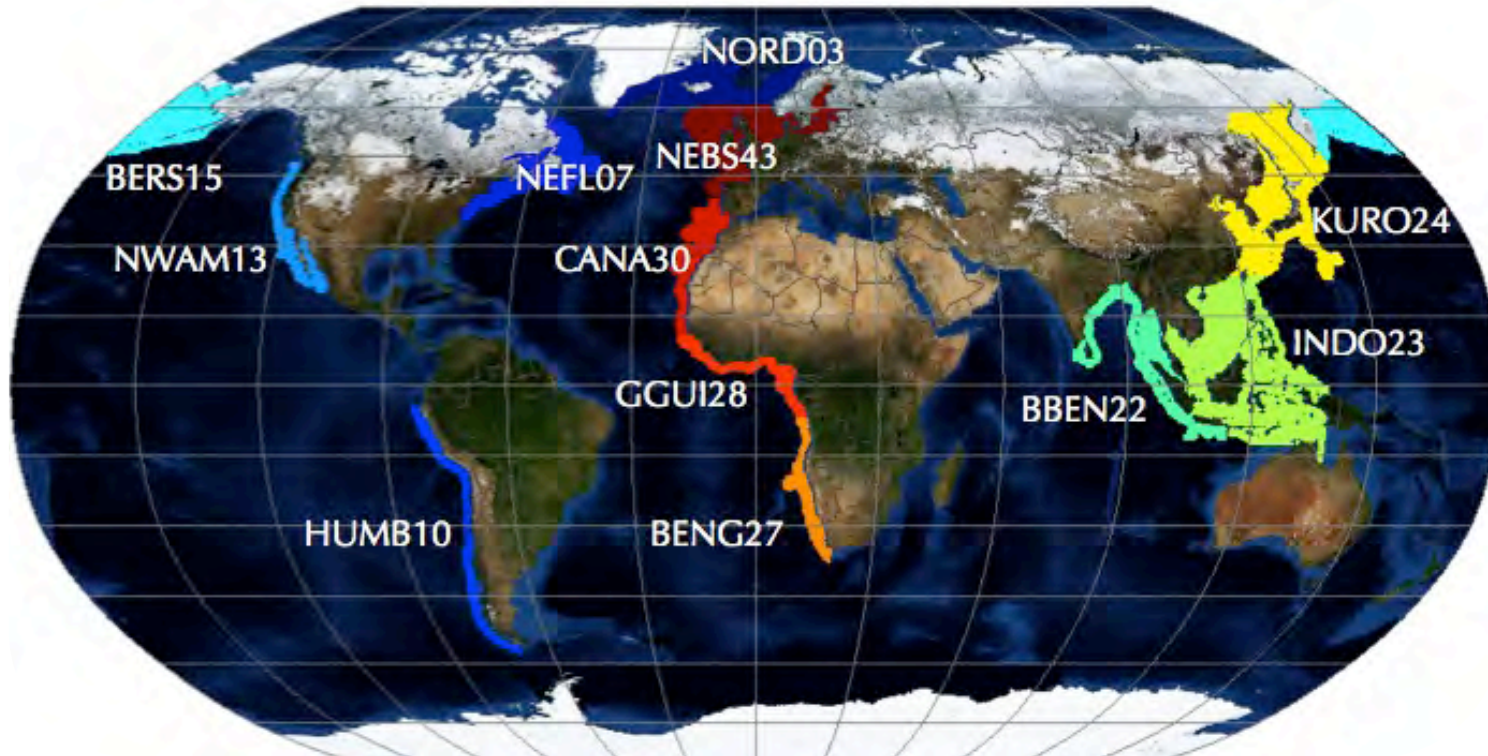 NORD03
NEBS43
BERS15
NEFL07
KURO24
NWAM13
CANA30
INDO23
GGUI28
BBEN22
HUMB10
BENG27